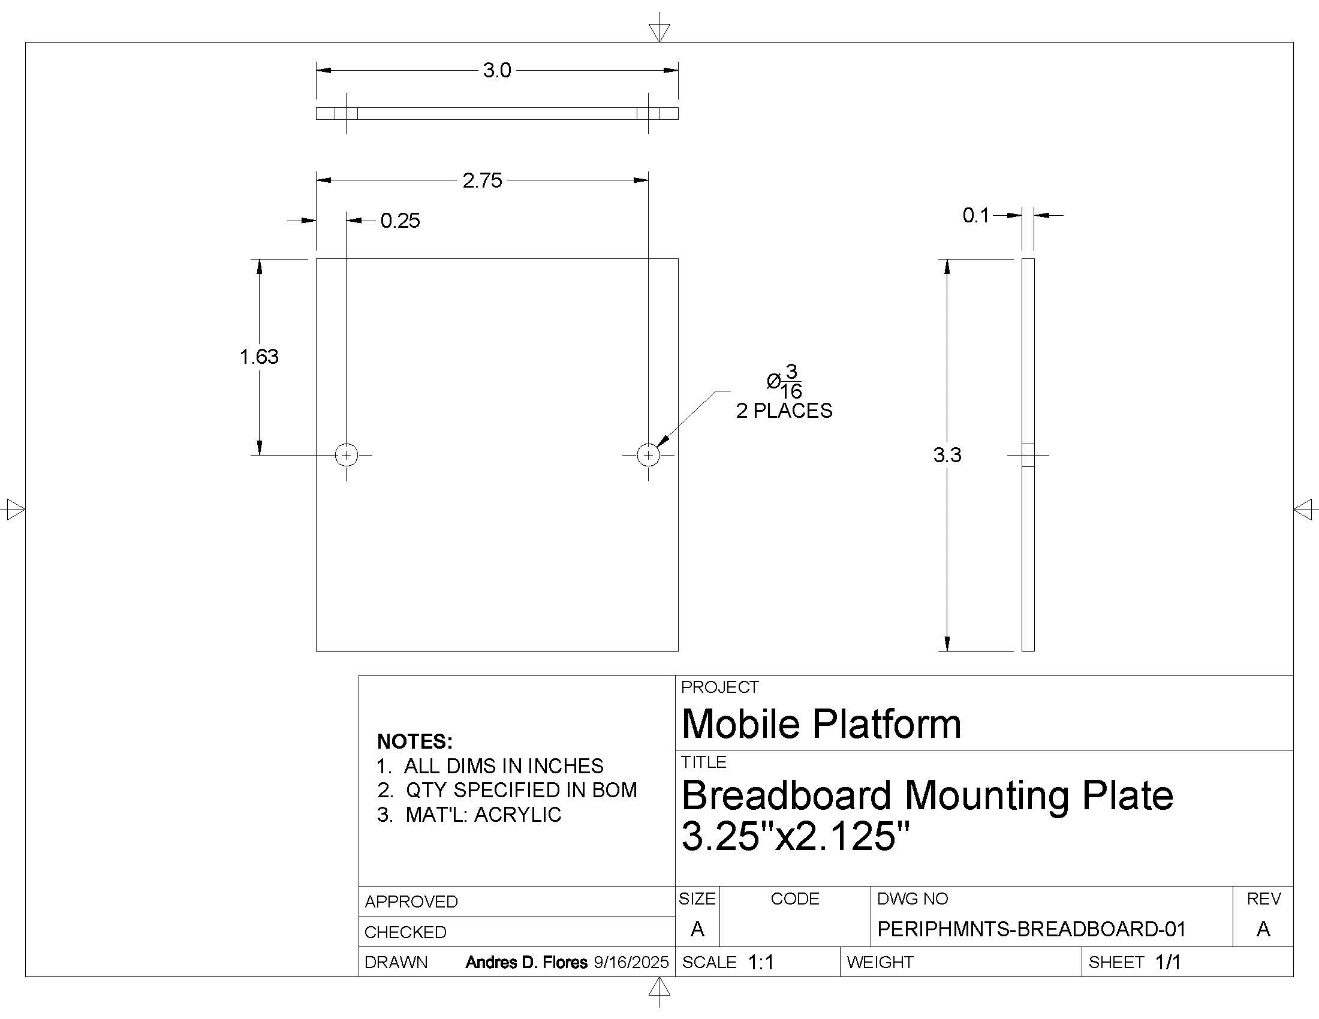 3.0
2.75
0.25
0.1
1.63
Ø3/16
2 PLACES
3.3
NOTES:
1. ALL DIMS IN INCHES
2. QTY SPECIFIED IN BOM
3. MAT'L: ACRYLIC
PROJECT
Mobile Platform
TITLE
Breadboard Mounting Plate
3.25"x2.125"
APPROVED
CHECKED
DRAWN Andres D. Flores 9/16/2025
SIZE
A
CODE
DWG NO
PERIPHMNTS-BREADBOARD-01
REV
A
SCALE 1:1
WEIGHT
SHEET 1/1